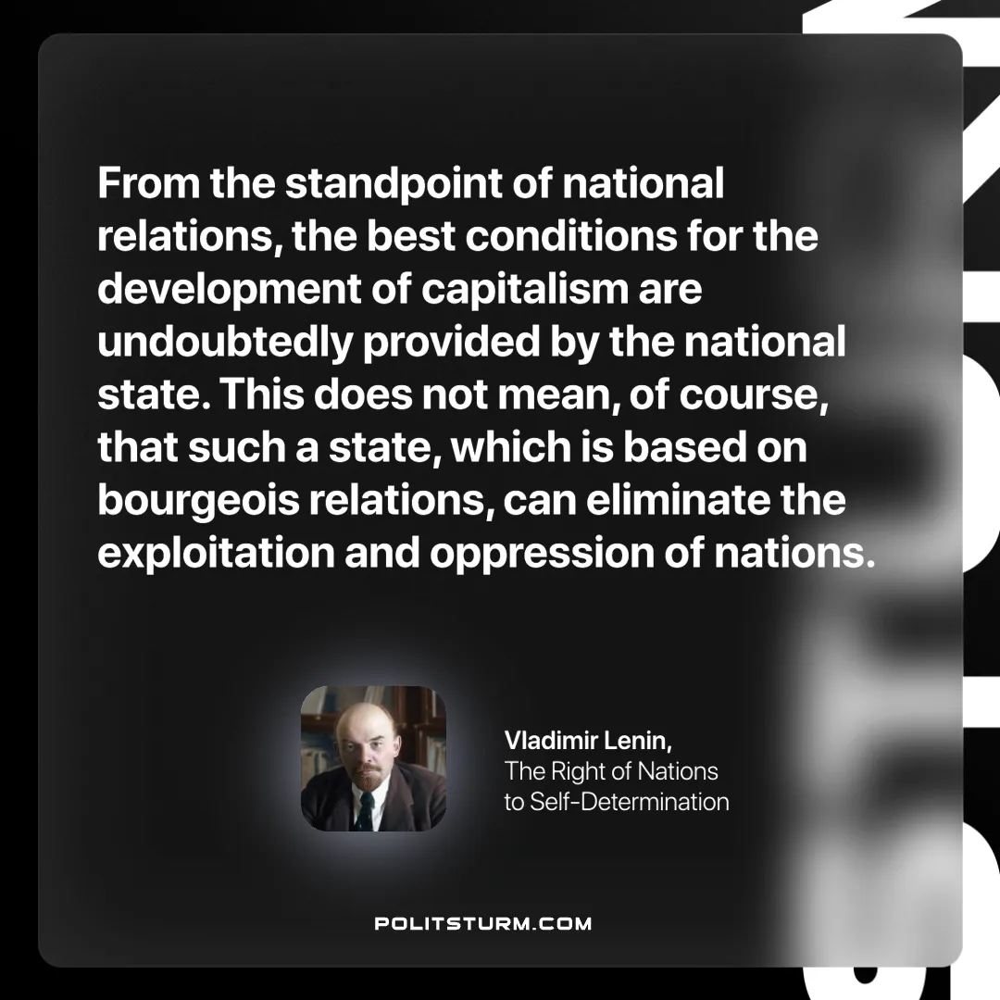 From the standpoint of national
relations, the best conditions for the
development of capitalism are
undoubtedly provided by the national
state. This does not mean, of course,
that such a state, which is based on
bourgeois relations, can eliminate the
exploitation and oppression of nations.
Vladimir Lenin,
The Right of Nations
to Self-Determination
POLITSTURM.COM